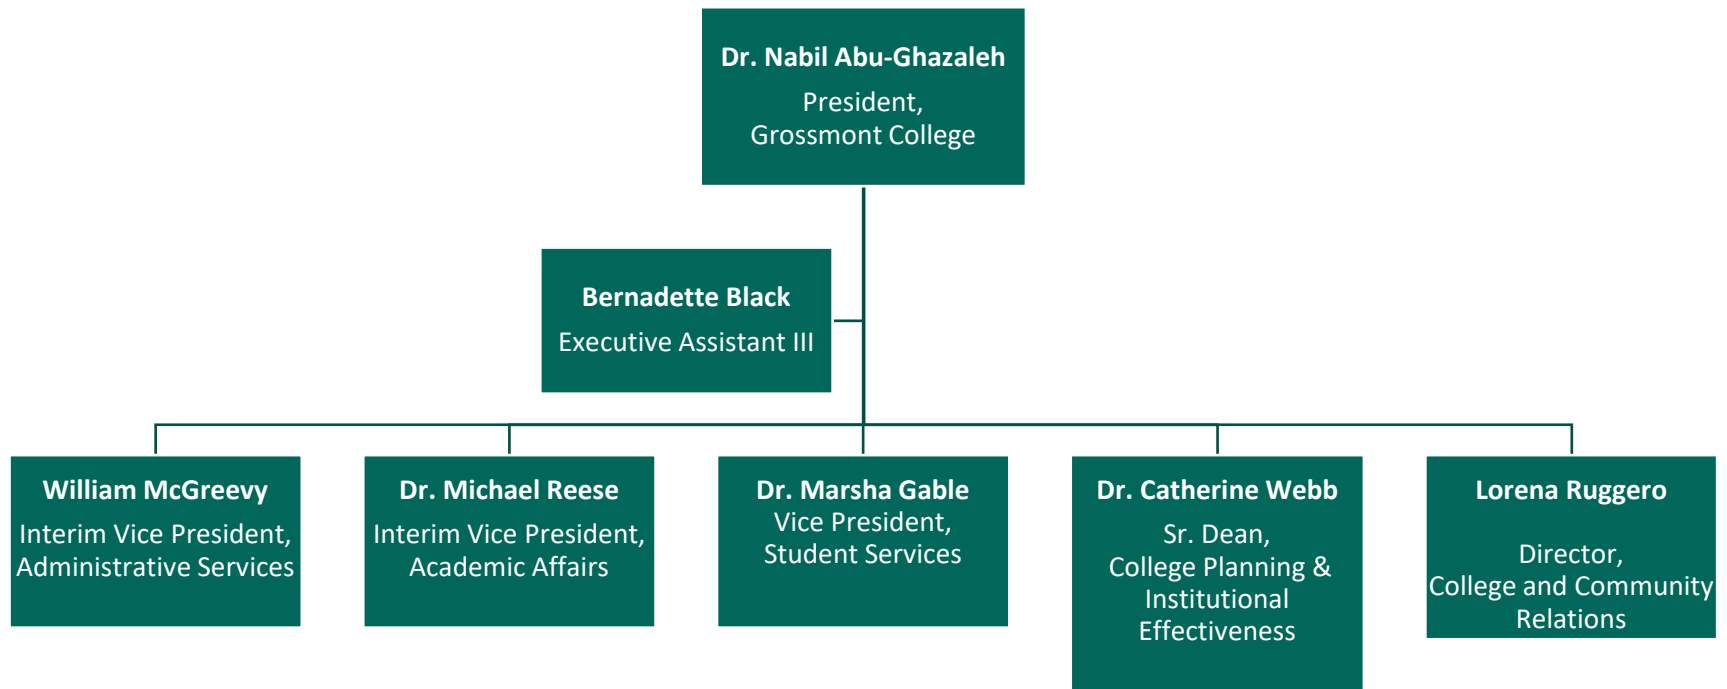 Dr. Nabil Abu-Ghazaleh
President,
Grossmont College
Bernadette Black
Executive Assistant III
William McGreevy
Interim Vice President,
Administrative Services
Dr. Michael Reese
Interim Vice President,
Academic Affairs
Dr. Marsha Gable
Vice President,
Student Services
Dr. Catherine Webb
Sr. Dean,
College Planning &
Institutional
Effectiveness
Lorena Ruggero
Director,
College and Community
Relations